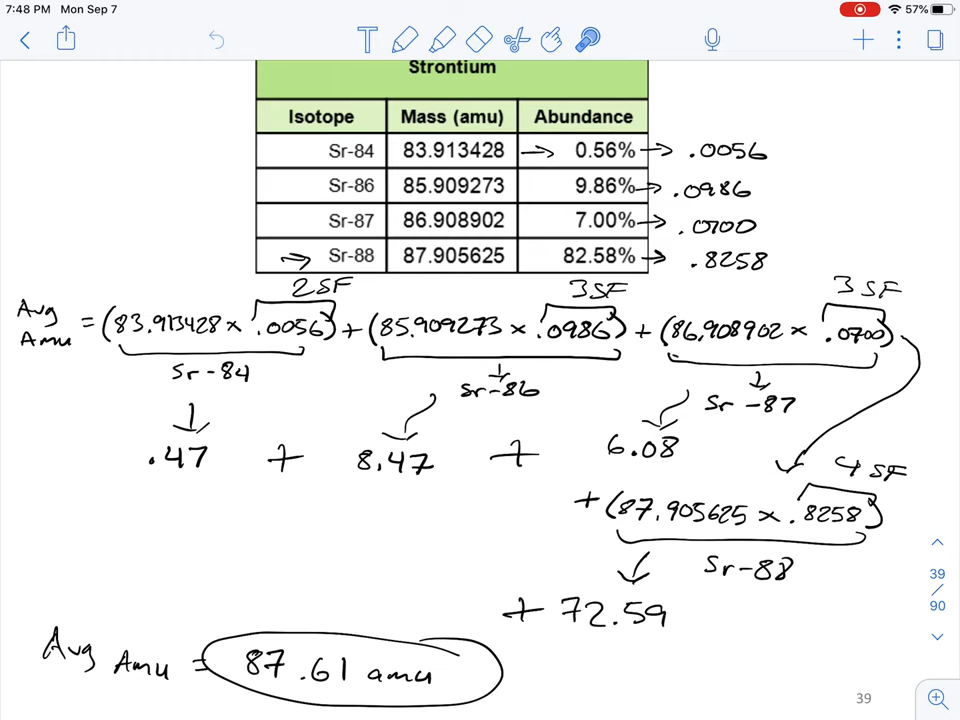 7:48 PM Mon Sep 7 57%
Strontium
Isotope Mass (amu) Abundance
Sr-84 83.913428 → 0.56% → .0056
Sr-86 85.909273 9.86% → .0986
Sr-87 86.908902 7.00% → .0700
→ Sr-88 87.905625 82.58% → .8258
2SF 3SF 3SF
Avg Amu = (83.913428 × .0056) + (85.909273 × .0986) + (86.908902 × .0700)
Sr-84 Sr-86 Sr-87
.47 + 8.47 + 6.08
4SF
+ (87.905625 × .8258)
Sr-88
+ 72.59
Avg Amu = 87.61 amu
39
/
90
39